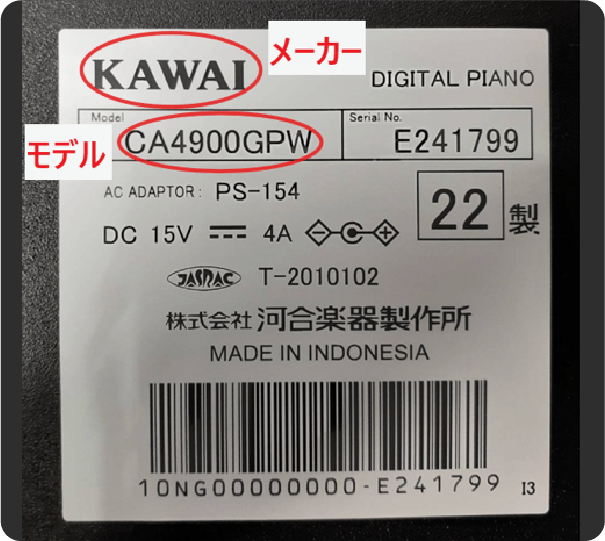 KAWAI メーカー
DIGITAL PIANO
Model
モデル CA4900GPW
Serial No.
E241799
AC ADAPTOR: PS-154
DC 15V 4A
22 製
JASRAC T-2010102
株式会社 河合楽器製作所
MADE IN INDONESIA
10NG00000000-E241799 I3